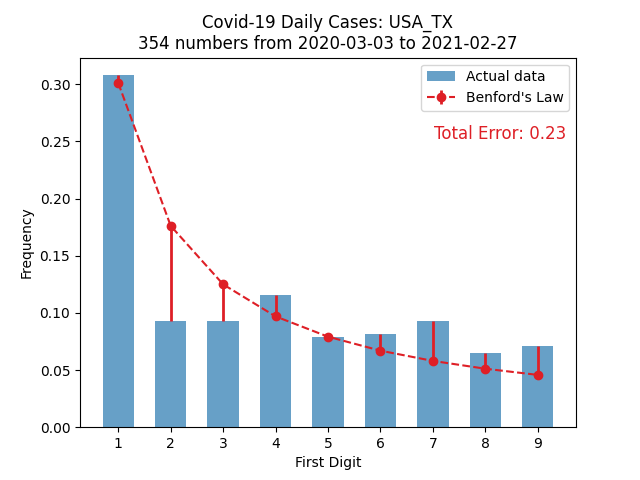 Covid-19 Daily Cases: USA_TX
354 numbers from 2020-03-03 to 2021-02-27
Actual data
Benford's Law
Total Error: 0.23
Frequency
0.30
0.25
0.20
0.15
0.10
0.05
0.00
1 2 3 4 5 6 7 8 9
First Digit